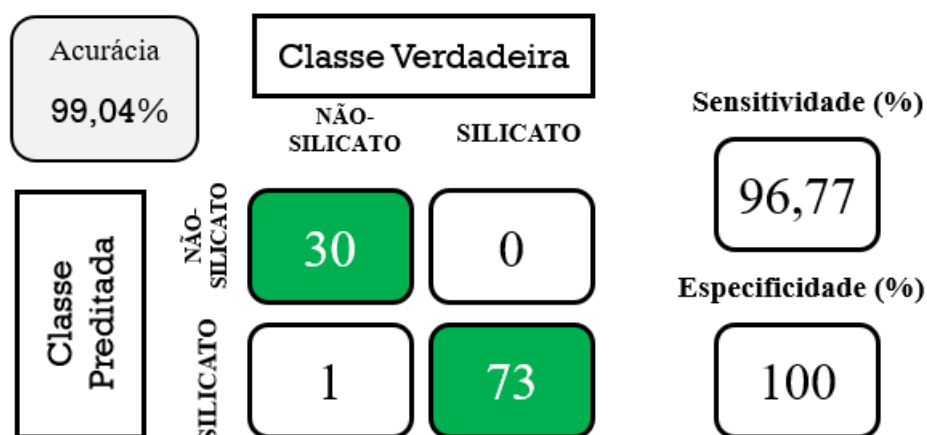 Acurácia
99,04%
Classe Verdadeira
NÃO-
SILICATO
SILICATO
Sensitividade (%)
96,77
Classe
Preditada
NÃO-
SILICATO
30
0
Especificidade (%)
SILICATO
1
73
100